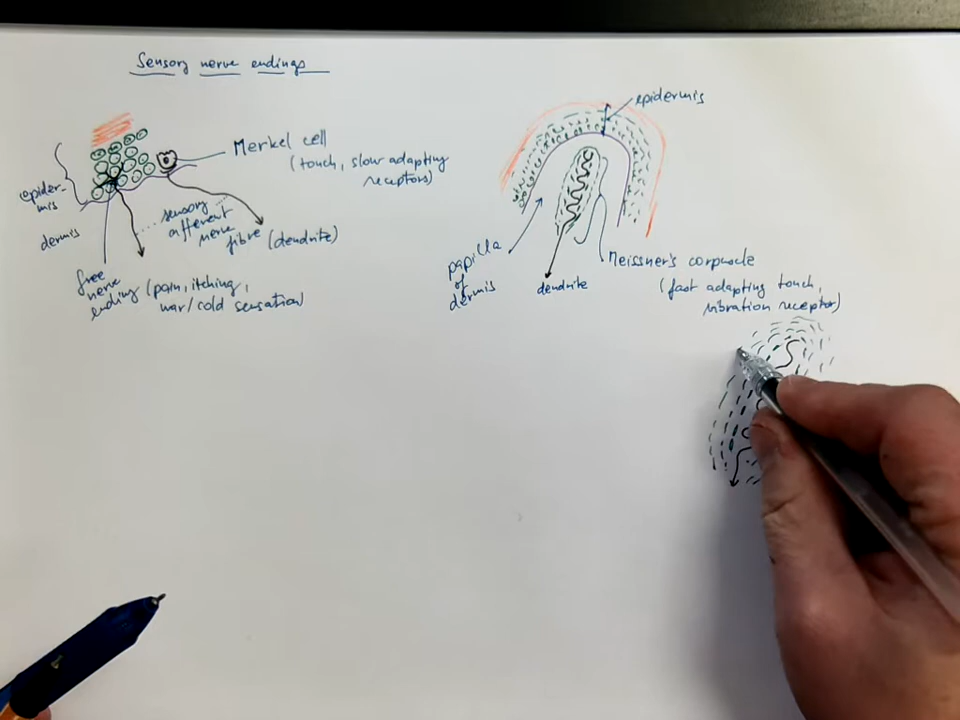 Sensory nerve endings
Merkel cell
(touch, slow adapting
receptors)
epider-
mis
dermis
sensory
afferent
nerve
fibre (dendrite)
free
nerve
ending (pain, itching,
war/cold sensation)
epidermis
papilla
of
dermis
dendrite
Meissner's corpuscle
(fast adapting touch,
vibration receptor)